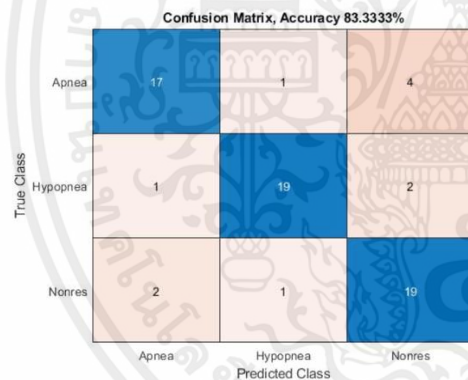 Confusion Matrix, Accuracy 83.3333%
Apnea 17 1 4
Hypopnea 1 19 2
Nonres 2 1 19
Apnea Hypopnea Nonres
Predicted Class
True Class